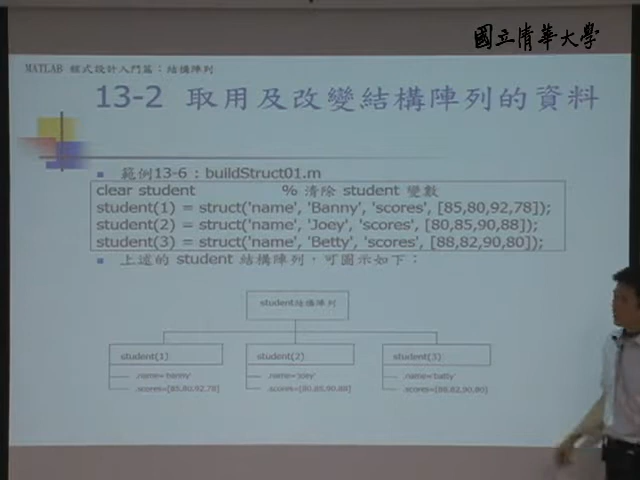 國立清華大學
MATLAB 程式設計入門篇：結構陣列
13-2 取用及改變結構陣列的資料
範例13-6：buildStruct01.m
clear student % 清除 student 變數
student(1) = struct('name', 'Banny', 'scores', [85,80,92,78]);
student(2) = struct('name', 'Joey', 'scores', [80,85,90,88]);
student(3) = struct('name', 'Betty', 'scores', [88,82,90,80]);
上述的 student 結構陣列，可圖示如下：
student結構陣列
student(1) student(2) student(3)
.name='banny' .name='joey' .name='batty'
.scores=[85,80,92,78] .scores=[80,85,90,88] .scores=[88,82,90,80]